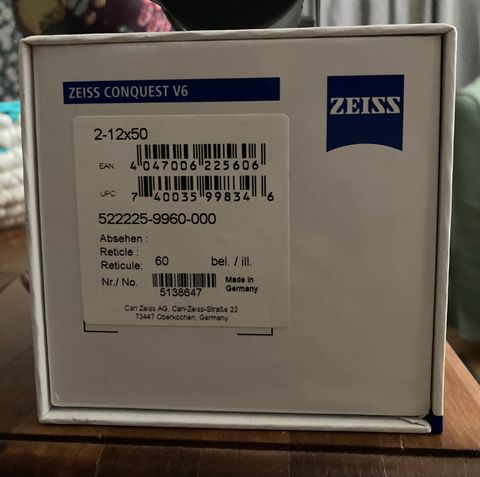 ZEISS CONQUEST V6
ZEISS
2-12x50
EAN: 4 047006 225606
UPC: 7 40035 99834 6
522225-9960-000
Absehen :
Reticle :
Reticule: 60 bel. / ill.
Nr./ No. 5138647 Made in
Germany
Carl Zeiss AG, Carl-Zeiss-Straße 22
73447 Oberkochen, Germany